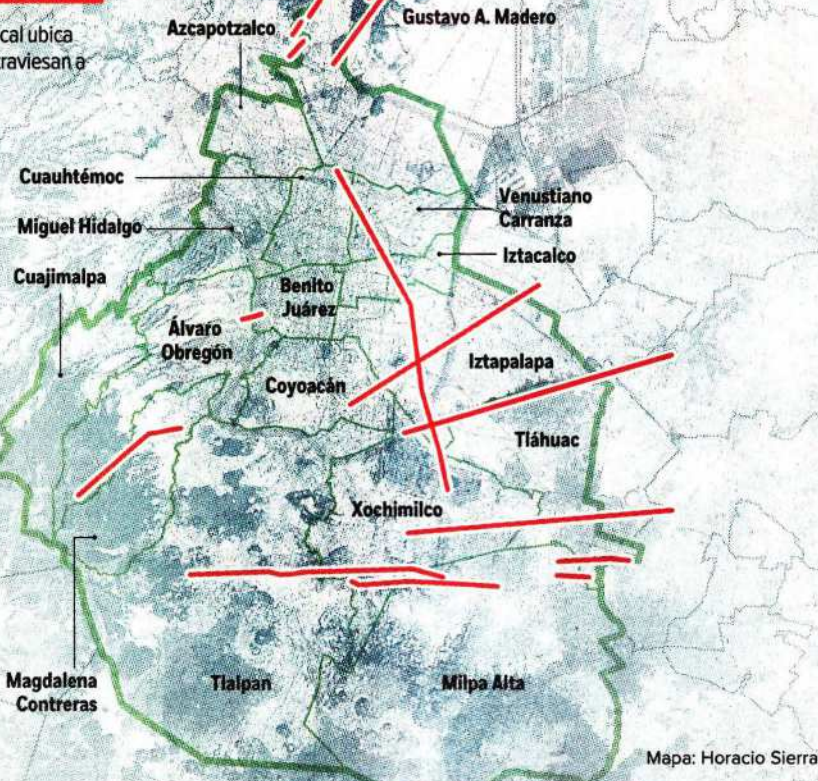 cal ubica
traviesan a
Azcapotzalco
Gustavo A. Madero
Cuauhtémoc
Venustiano
Carranza
Miguel Hidalgo
Iztacalco
Cuajimalpa
Benito
Juárez
Álvaro
Obregón
Iztapalapa
Coyoacán
Tláhuac
Xochimilco
Magdalena
Contreras
Tlalpan
Milpa Alta
Mapa: Horacio Sierra